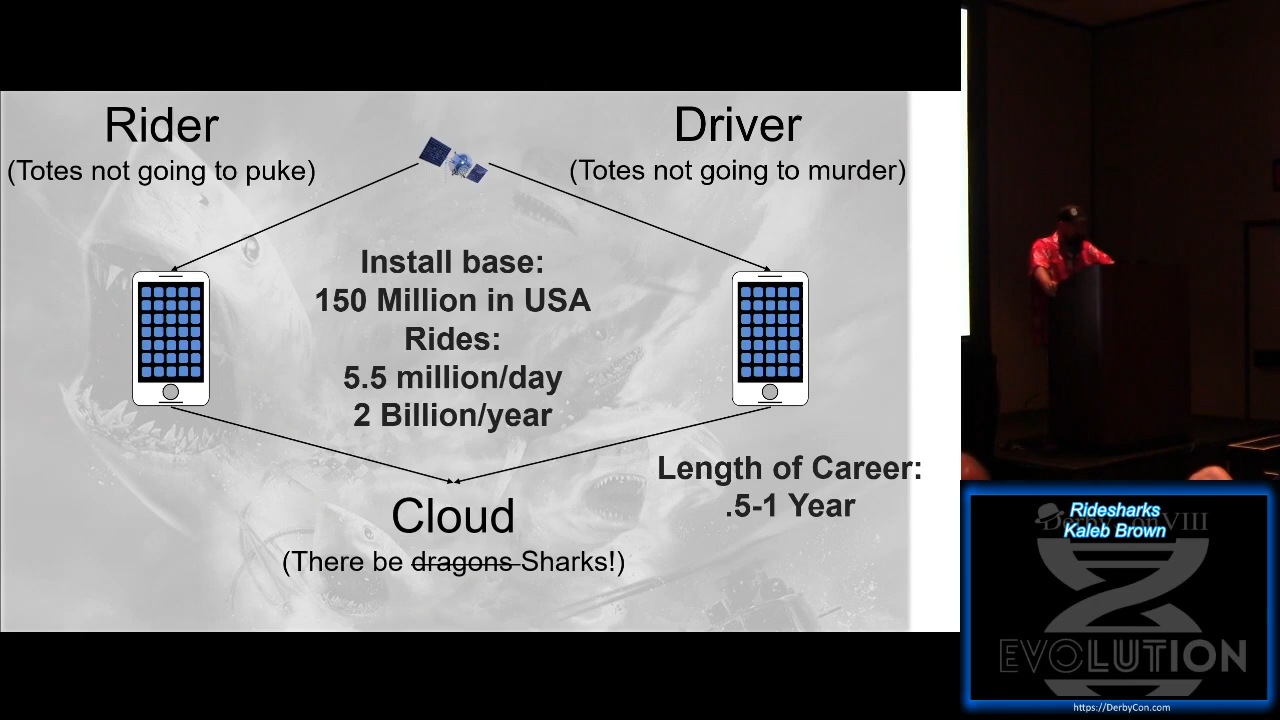 Rider
(Totes not going to puke)
Driver
(Totes not going to murder)
Install base:
150 Million in USA
Rides:
5.5 million/day
2 Billion/year
Length of Career:
.5-1 Year
Cloud
(There be dragons Sharks!)
DerbyCon VIII
Ridesharks
Kaleb Brown
EVOLUTION
https://DerbyCon.com